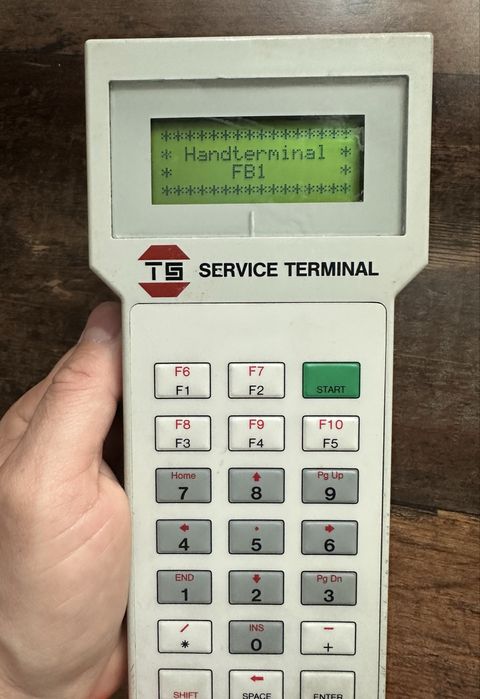 *****************
* Handterminal *
* FB1 *
*****************
TS SERVICE TERMINAL
F6 F7
F1 F2 START
F8 F9 F10
F3 F4 F5
Home ↑ Pg Up
7 8 9
← • →
4 5 6
END ↓ Pg Dn
1 2 3
/ INS −
* 0 +
SHIFT ←
SPACE ENTER